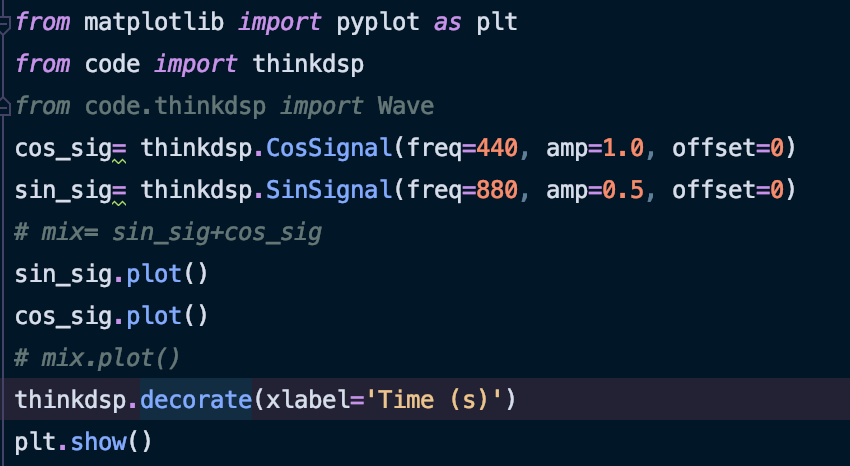 from matplotlib import pyplot as plt
from code import thinkdsp
from code.thinkdsp import Wave
cos_sig= thinkdsp.CosSignal(freq=440, amp=1.0, offset=0)
sin_sig= thinkdsp.SinSignal(freq=880, amp=0.5, offset=0)
# mix= sin_sig+cos_sig
sin_sig.plot()
cos_sig.plot()
# mix.plot()
thinkdsp.decorate(xlabel='Time (s)')
plt.show()